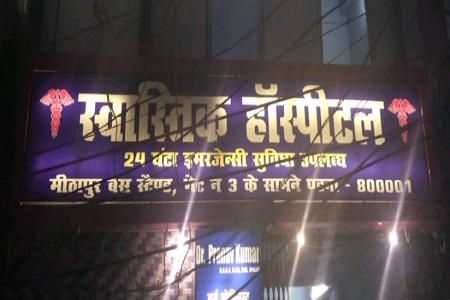 स्वास्तिक हॉस्पीटल
24 घंटा इमरजेन्सी सुविधा उपलब्ध
मीठापुर बस स्टैण्ड, गेट न 3 के सामने पटना - 800001
Dr. Pranav Kumar